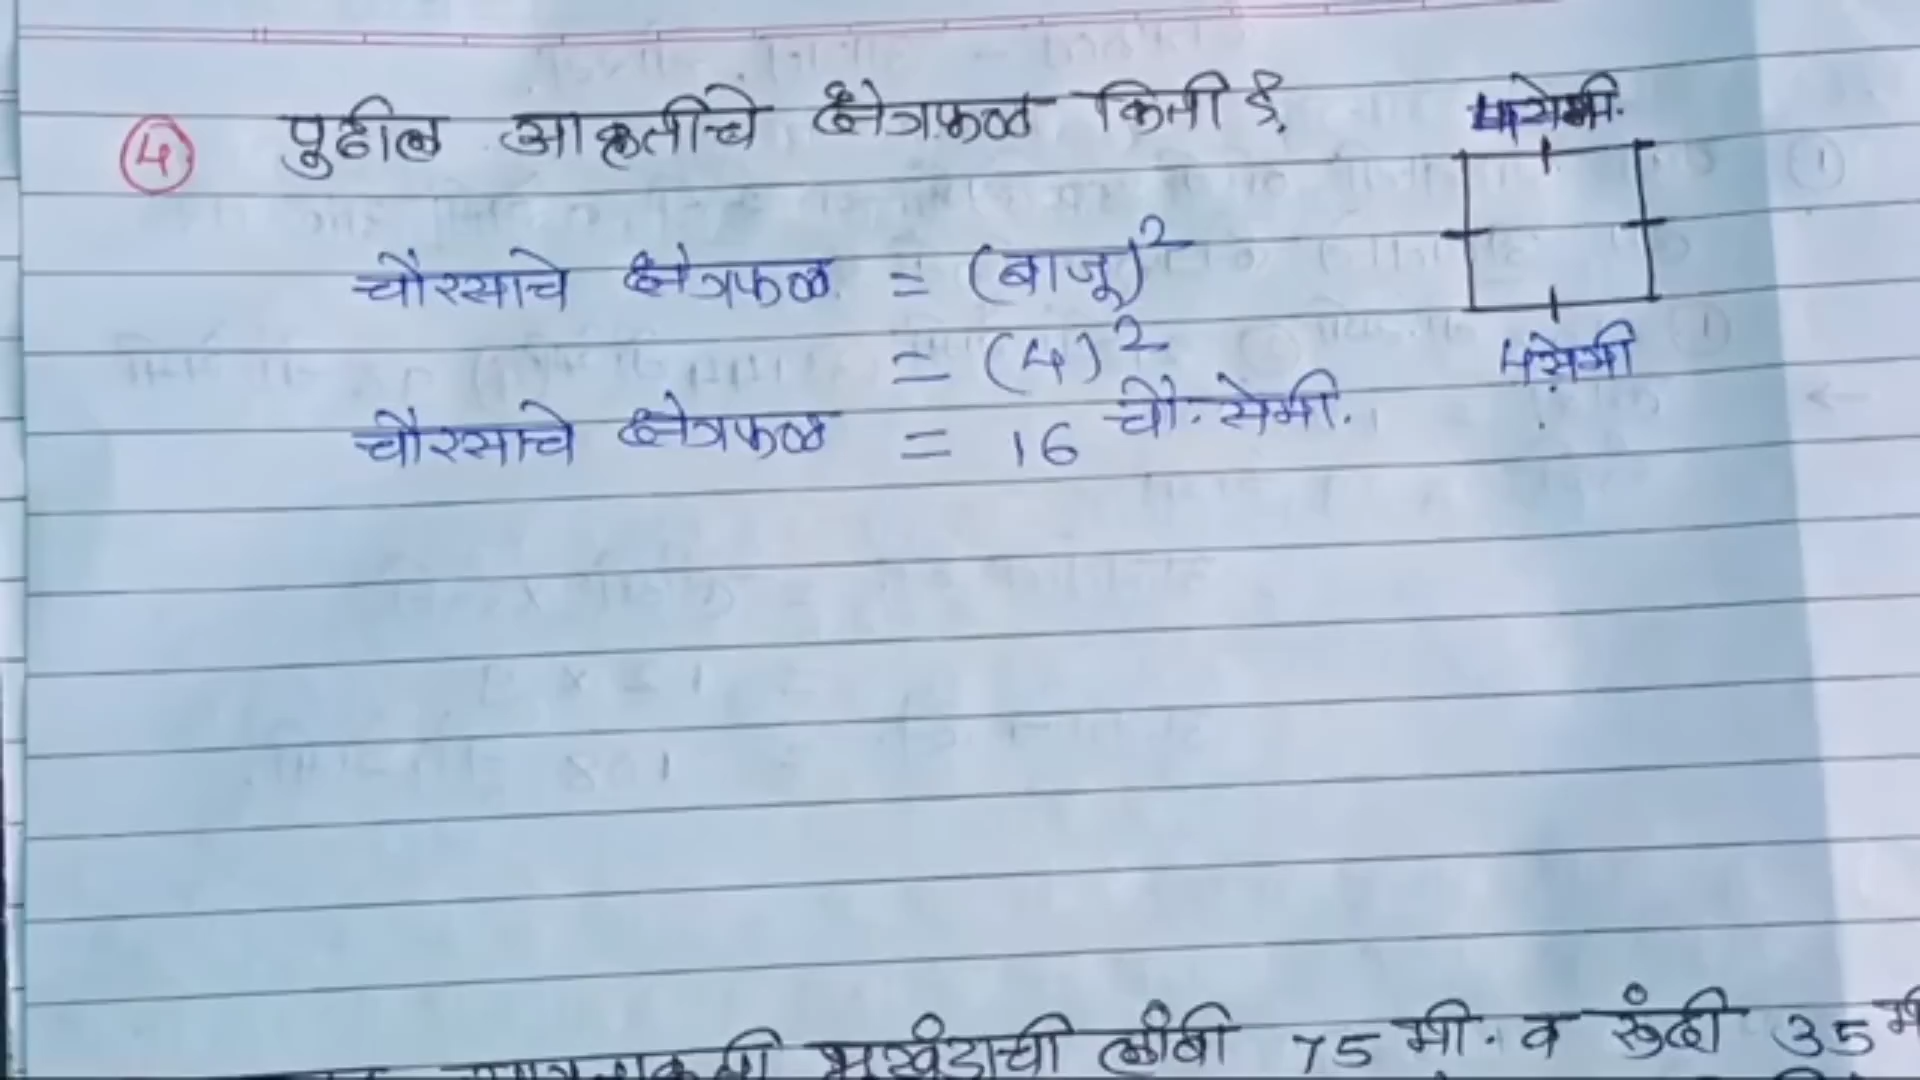 ④ पुढील आकृतीचे क्षेत्रफळ किती ?
4सेमी.
चौरसाचे क्षेत्रफळ = (बाजू)²
= (4)²
4सेमी
चौरसाचे क्षेत्रफळ = 16 चौ. सेमी.
भूखंडाची लांबी 75 मी. व रुंदी 35 मी